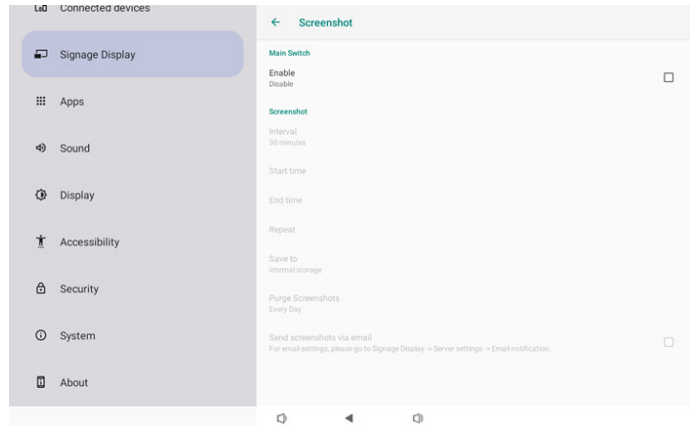 Connected devices
Signage Display
Apps
Sound
Display
Accessibility
Security
System
About
Screenshot
Main Switch
Enable
Disable
Screenshot
Interval
30 minutes
Start time
End time
Repeat
Save to
Internal storage
Purge Screenshots
Every Day
Send screenshots via email
For email settings, please go to Signage Display -> Server settings -> Email notification.